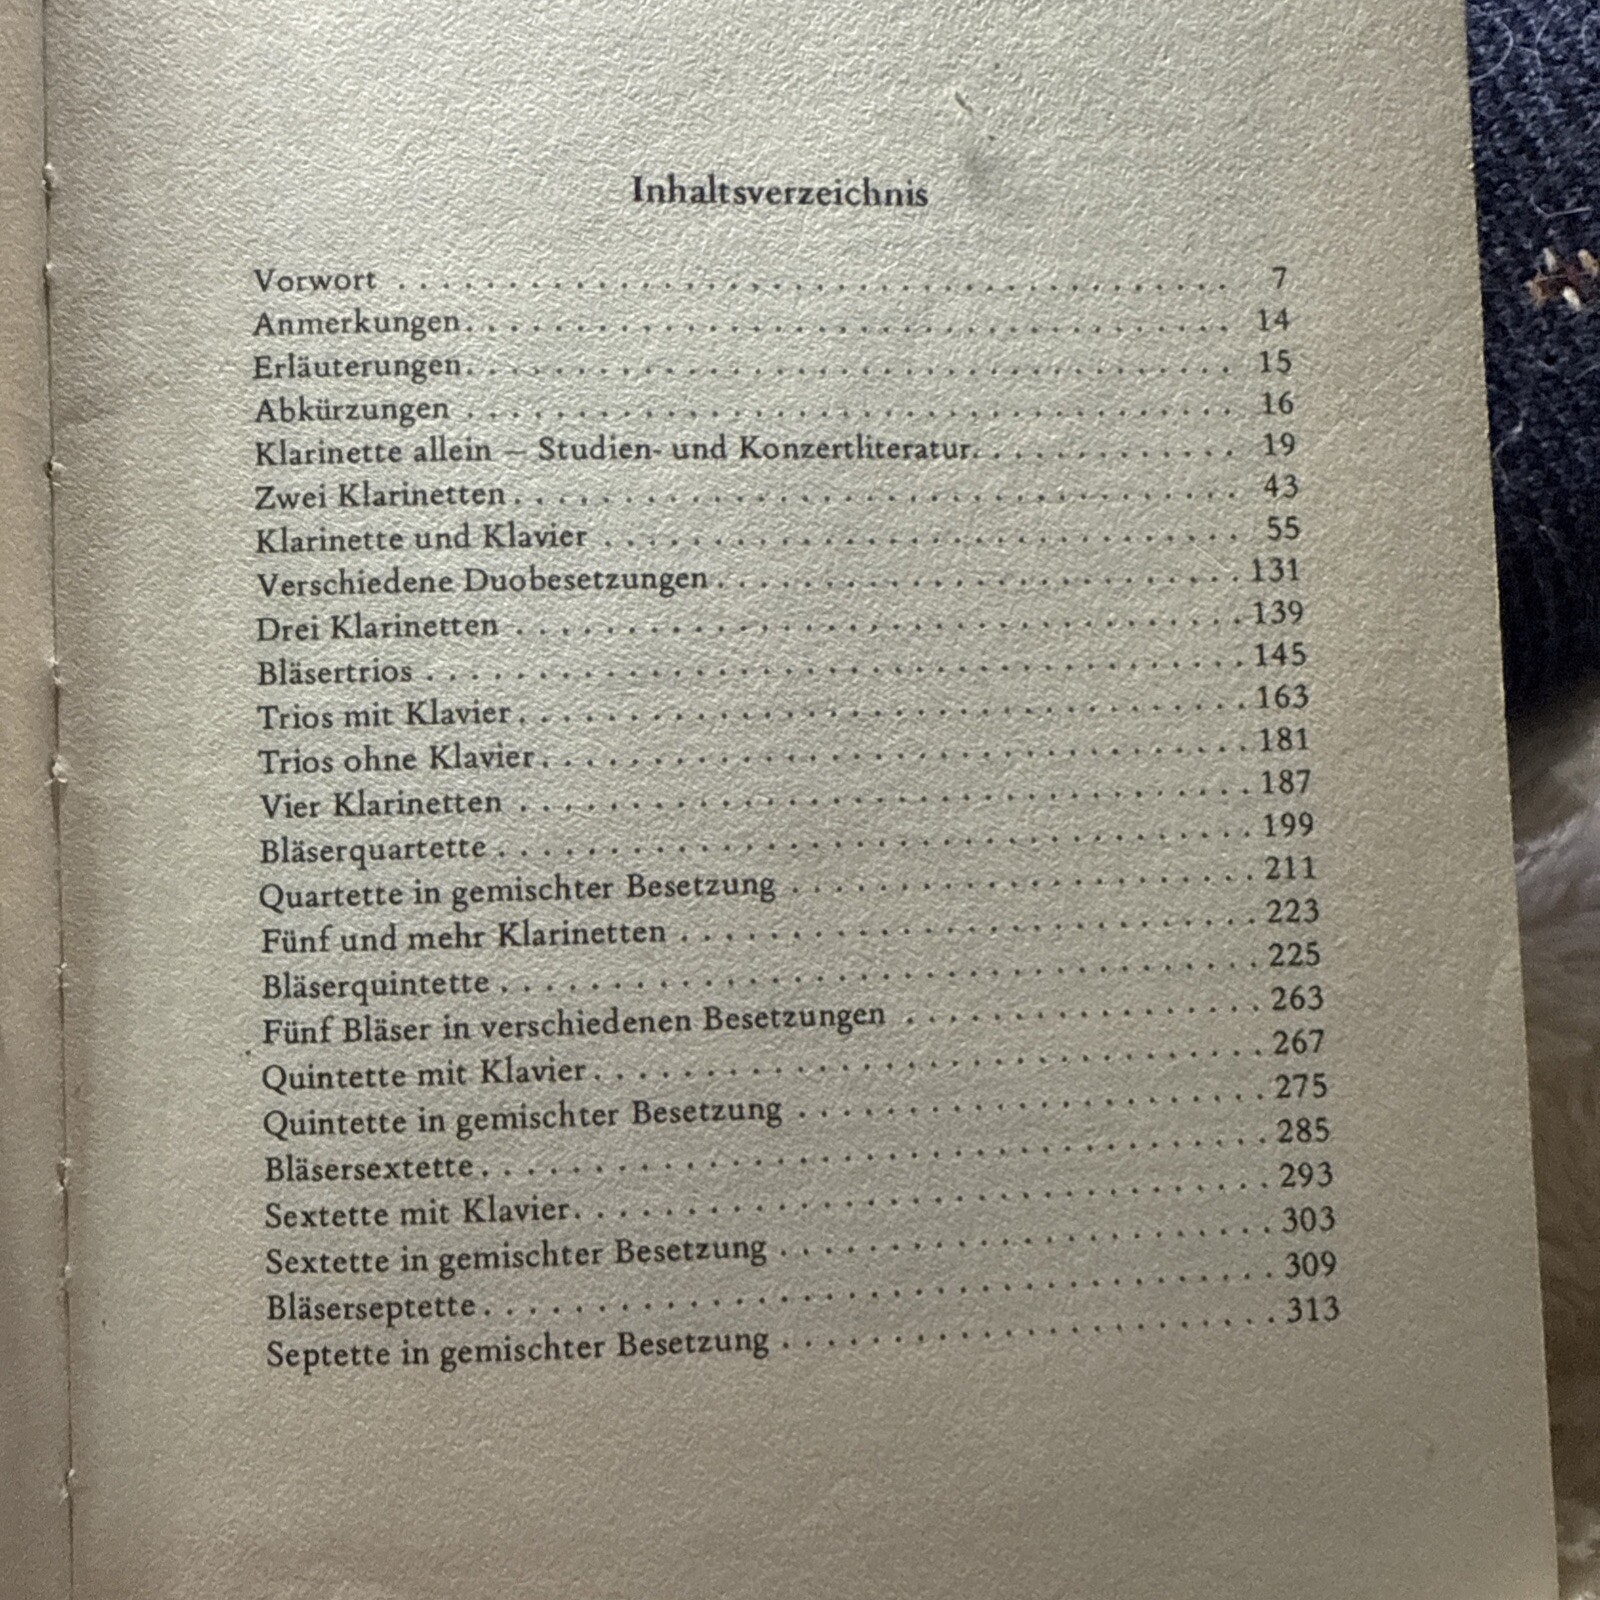 Inhaltsverzeichnis
Vorwort . . . . . . . . . . . . . . . . . . . . 7
Anmerkungen . . . . . . . . . . . . . . . . . . . . 14
Erläuterungen . . . . . . . . . . . . . . . . . . . . 15
Abkürzungen . . . . . . . . . . . . . . . . . . . . 16
Klarinette allein — Studien- und Konzertliteratur . . . . . . . . . . 19
Zwei Klarinetten . . . . . . . . . . . . . . . . . . . . 43
Klarinette und Klavier . . . . . . . . . . . . . . . . . . . . 55
Verschiedene Duobesetzungen . . . . . . . . . . . . . . . . . . . . 131
Drei Klarinetten . . . . . . . . . . . . . . . . . . . . 139
Bläsertrios . . . . . . . . . . . . . . . . . . . . 145
Trios mit Klavier . . . . . . . . . . . . . . . . . . . . 163
Trios ohne Klavier . . . . . . . . . . . . . . . . . . . . 181
Vier Klarinetten . . . . . . . . . . . . . . . . . . . . 187
Bläserquartette . . . . . . . . . . . . . . . . . . . . 199
Quartette in gemischter Besetzung . . . . . . . . . . . . . . . . . . . . 211
Fünf und mehr Klarinetten . . . . . . . . . . . . . . . . . . . . 223
Bläserquintette . . . . . . . . . . . . . . . . . . . . 225
Fünf Bläser in verschiedenen Besetzungen . . . . . . . . . . . . . . . 263
Quintette mit Klavier . . . . . . . . . . . . . . . . . . . . 267
Quintette in gemischter Besetzung . . . . . . . . . . . . . . . . . . . . 275
Bläsersextette . . . . . . . . . . . . . . . . . . . . 285
Sextette mit Klavier . . . . . . . . . . . . . . . . . . . . 293
Sextette in gemischter Besetzung . . . . . . . . . . . . . . . . . . . . 303
Bläserseptette . . . . . . . . . . . . . . . . . . . . 309
Septette in gemischter Besetzung . . . . . . . . . . . . . . . . . . . . 313